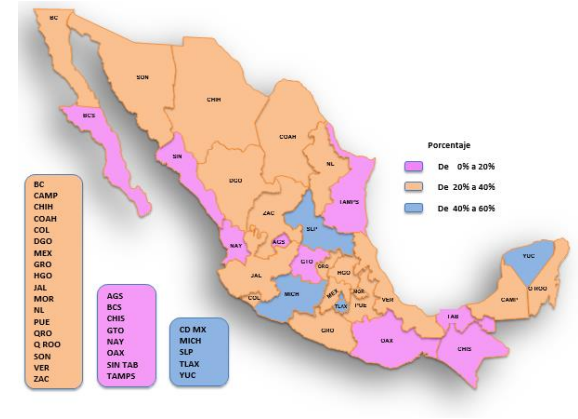 BC
SON
CHIH
COAH
BCS
SIN
DGO
NL
TAMPS
ZAC
SLP
NAY
AGS
GTO
QRO
HGO
JAL
COL
MICH
MEX
MOR
TLAX
PUE
VER
GRO
OAX
TAB
CHIS
CAMP
YUC
Q ROO
Porcentaje
De 0% a 20%
De 20% a 40%
De 40% a 60%
BC
CAMP
CHIH
COAH
COL
DGO
MEX
GRO
HGO
JAL
MOR
NL
PUE
QRO
Q ROO
SON
VER
ZAC
AGS
BCS
CHIS
GTO
NAY
OAX
SIN TAB
TAMPS
CD MX
MICH
SLP
TLAX
YUC